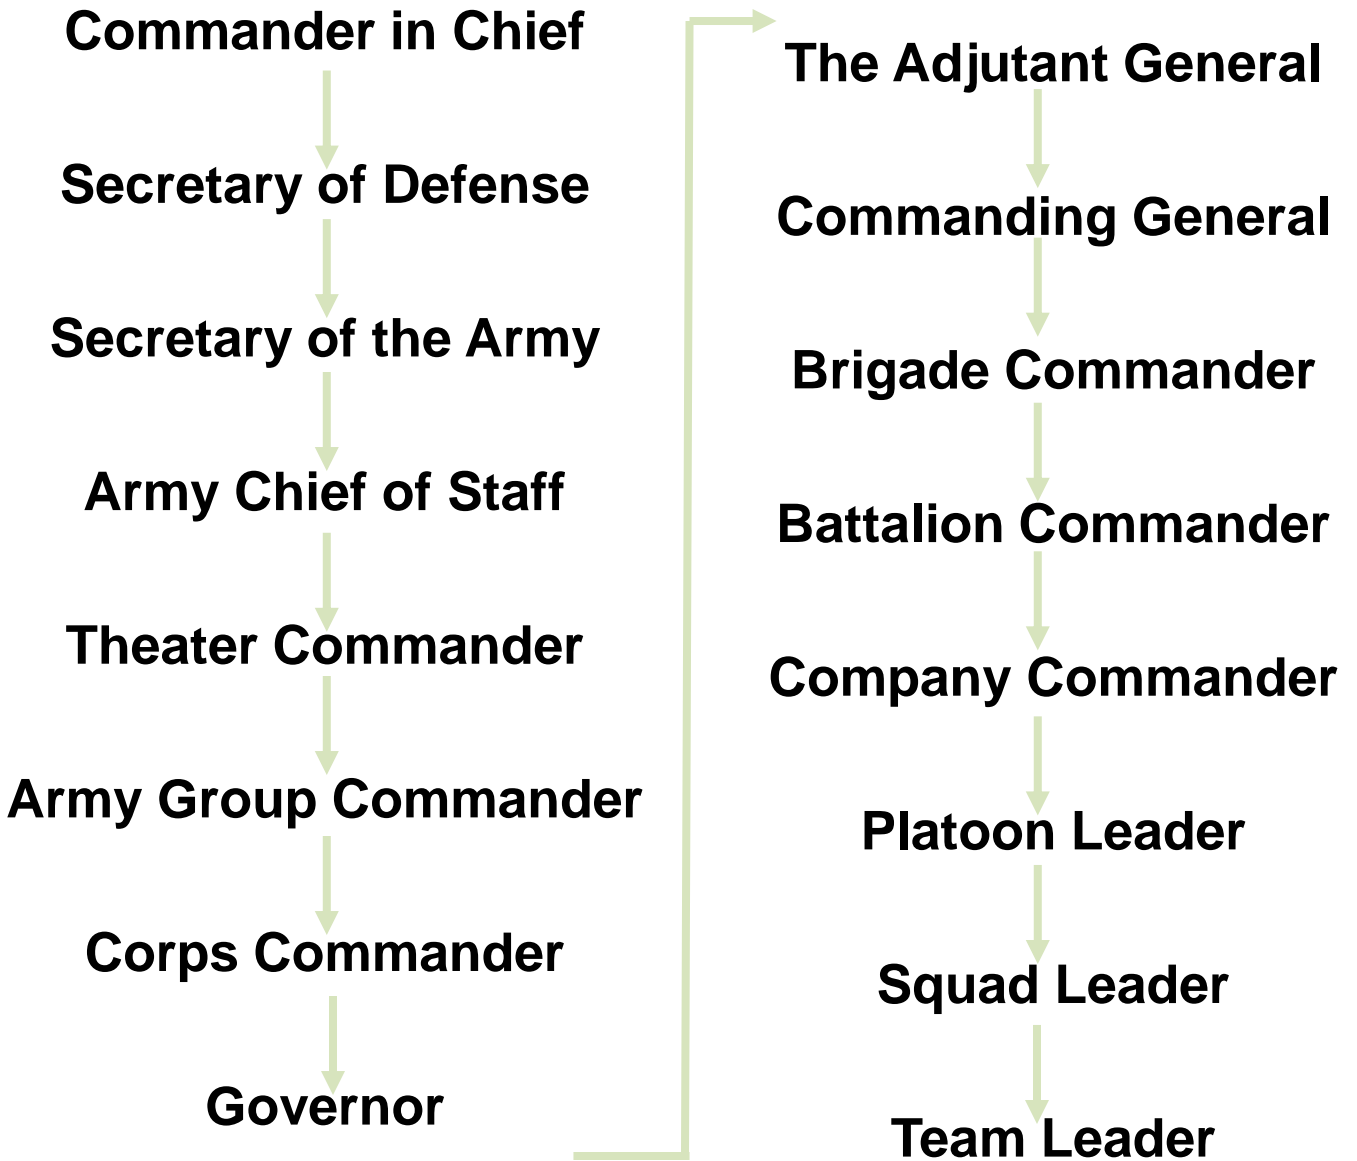 Commander in Chief
Secretary of Defense
Secretary of the Army
Army Chief of Staff
Theater Commander
Army Group Commander
Corps Commander
Governor
The Adjutant General
Commanding General
Brigade Commander
Battalion Commander
Company Commander
Platoon Leader
Squad Leader
Team Leader